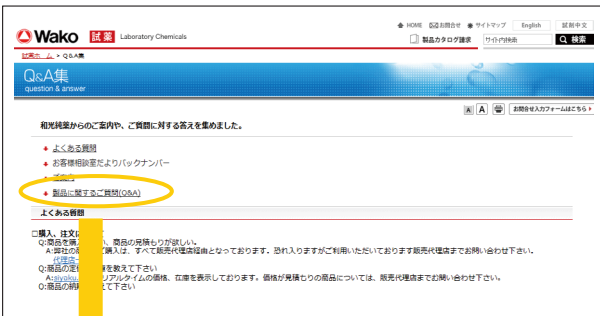 HOME お問合せ サイトマップ English 試剤中文
Wako 試薬 Laboratory Chemicals
製品カタログ請求 サイト内検索 検索
試薬ホーム > Q&A集
Q&A集
question & answer
A A お問合せ入力フォームはこちら
和光純薬からのご案内や、ご質問に対する答えを集めました。
よくある質問
お客様相談室だよりバックナンバー
ご案内
製品に関するご質問(Q&A)
よくある質問
□購入、注文に
Q:商品を購 い、商品の見積もりが欲しい。
A:弊社の 購入は、すべて販売代理店経由となっております。恐れ入りますがご利用いただいております販売代理店までお問い合わせ下さい。
代理店
Q:商品の定 を教えて下さい
A:siyaku. リアルタイムの価格、在庫を表示しております。価格が見積もりの商品については、販売代理店までお問い合わせ下さい。
Q:商品の納 えて下さい